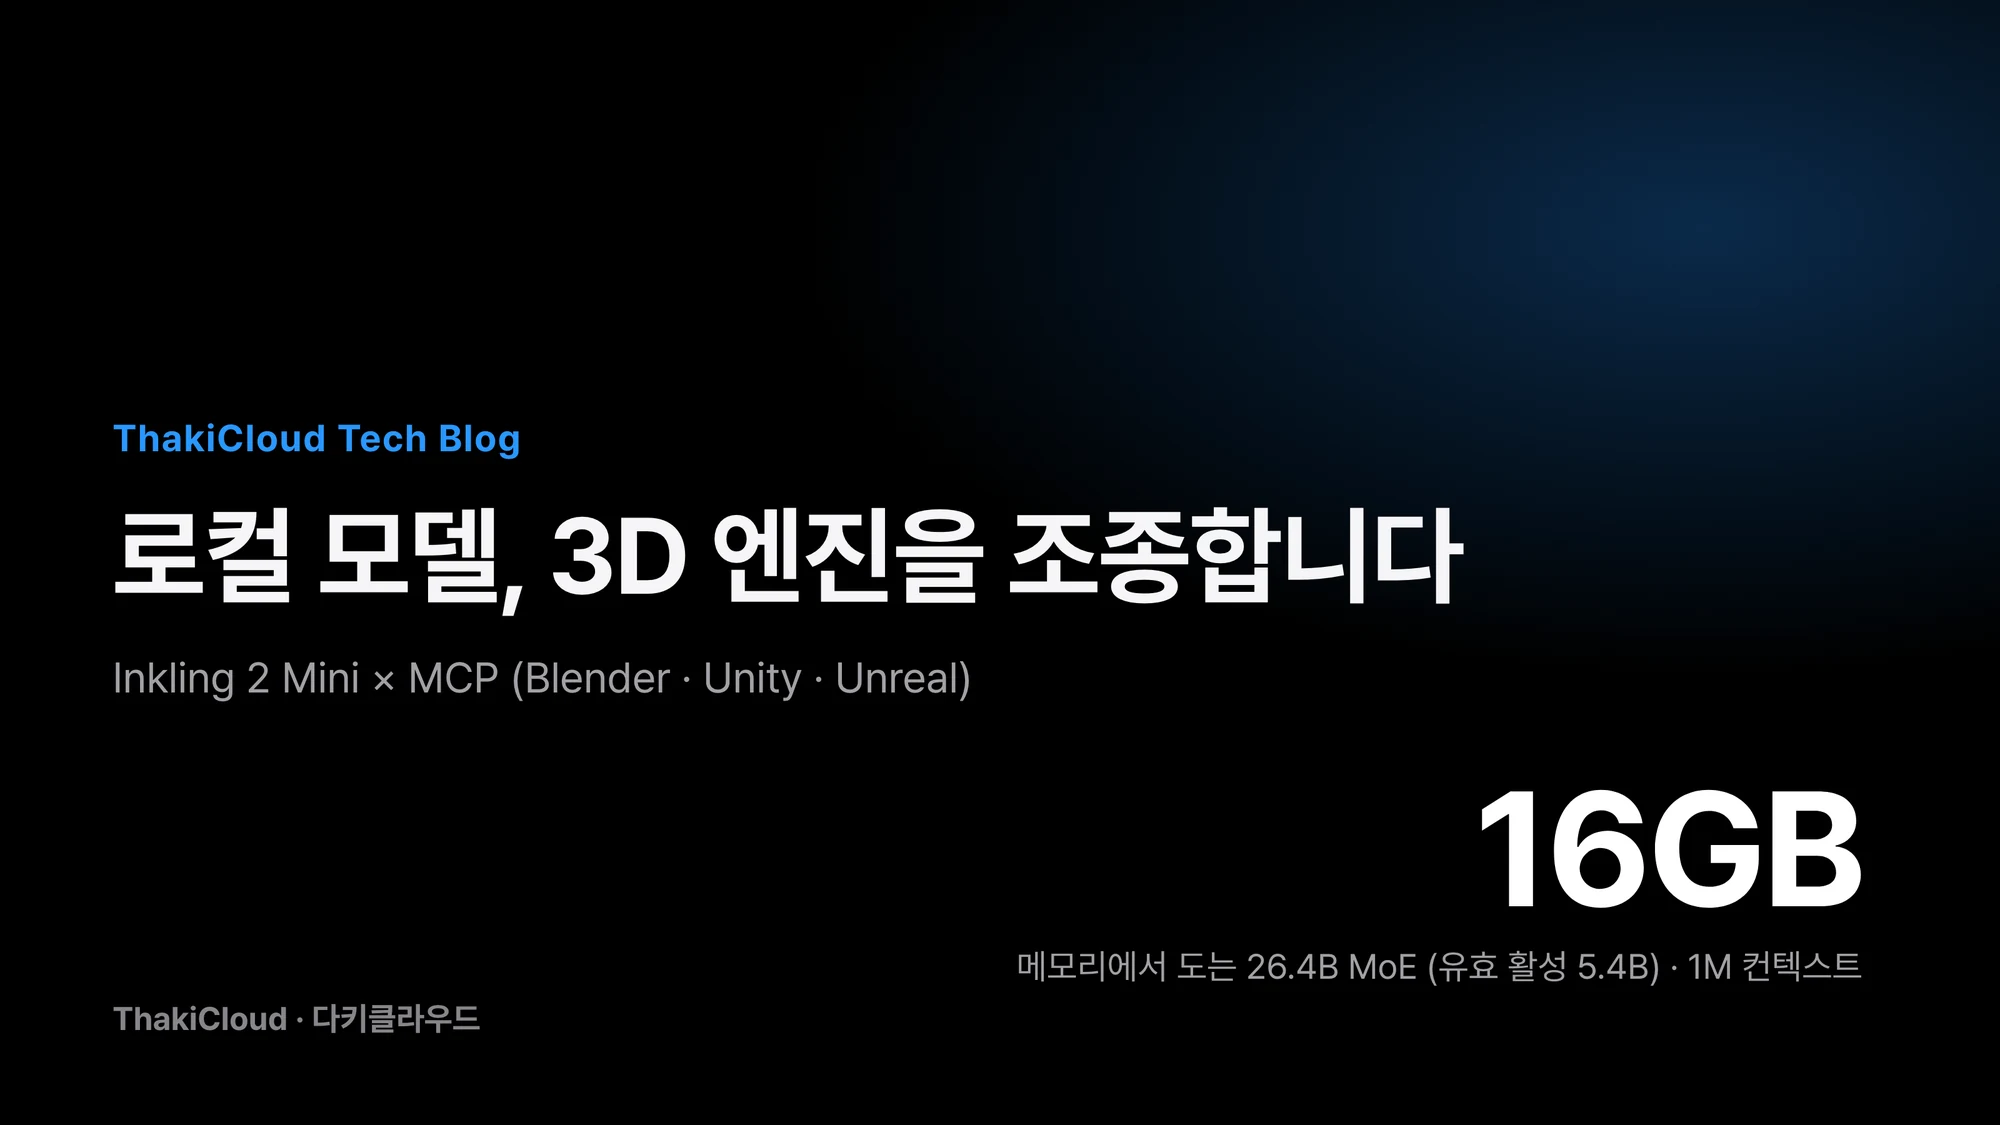 ThakiCloud Tech Blog
로컬 모델, 3D 엔진을 조종합니다
Inkling 2 Mini × MCP (Blender · Unity · Unreal)
16GB
메모리에서 도는 26.4B MoE (유효 활성 5.4B) · 1M 컨텍스트
ThakiCloud · 다키클라우드